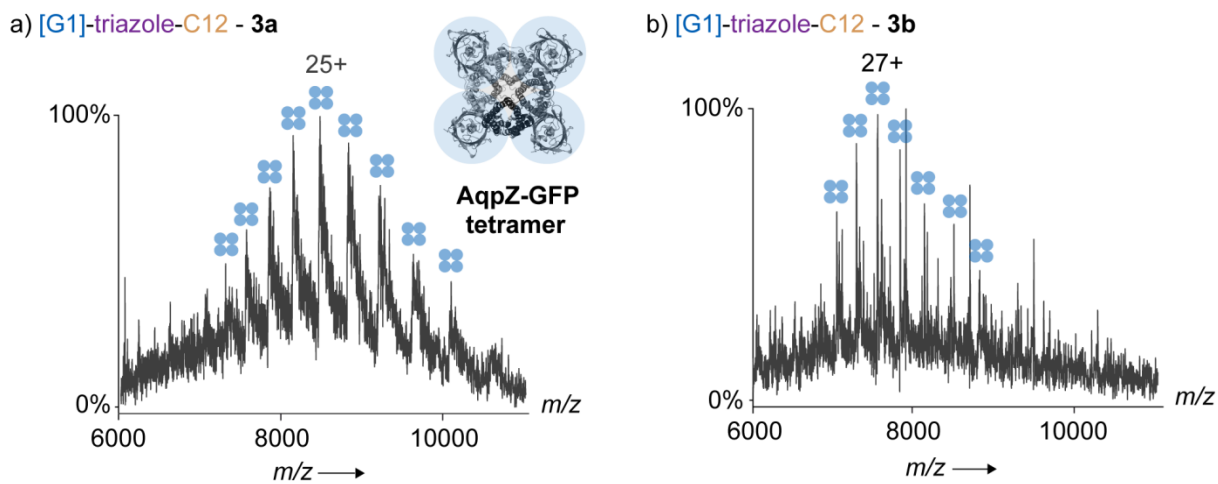 a) [G1]-triazole-C12 - 3a
25+
100%
0%
6000
8000
10000
m/z
m/z
AqpZ-GFP
tetramer
b) [G1]-triazole-C12 - 3b
27+
100%
0%
6000
8000
10000
m/z
m/z